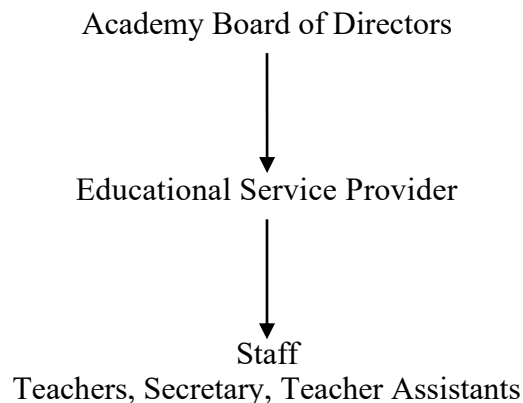 Academy Board of Directors
Educational Service Provider
Staff
Teachers, Secretary, Teacher Assistants